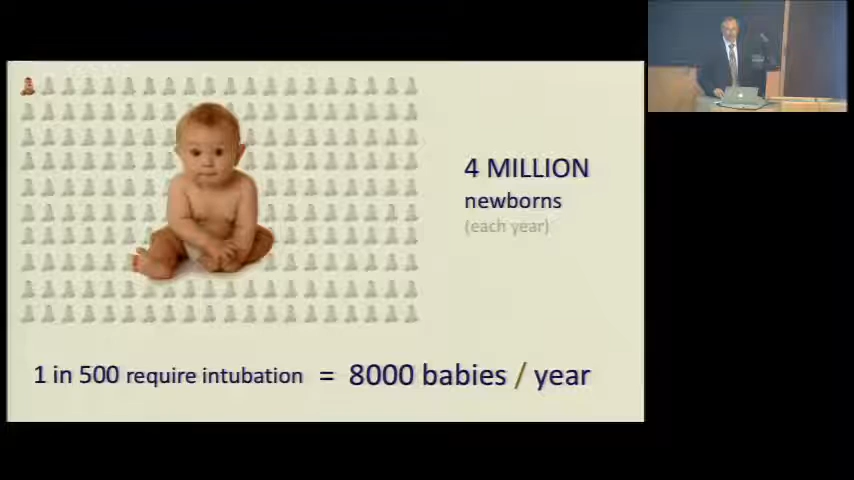 4 MILLION
newborns
(each year)
1 in 500 require intubation = 8000 babies / year